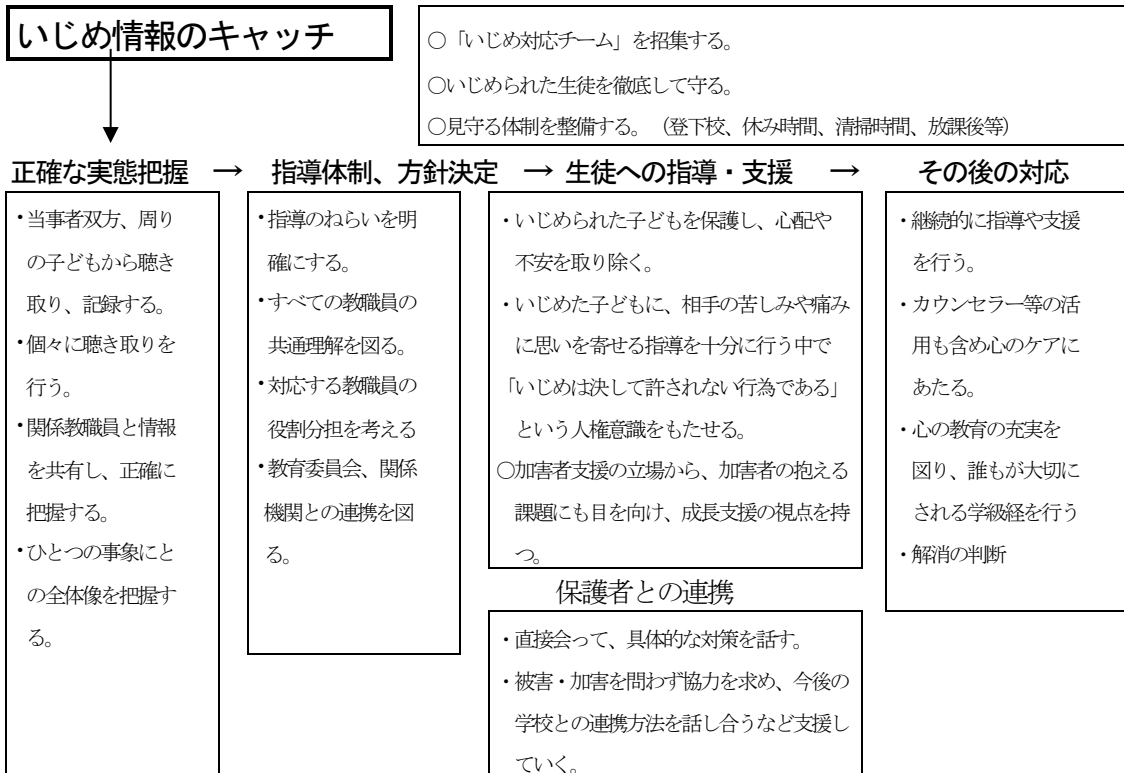 いじめ情報のキャッチ
○「いじめ対応チーム」を招集する。
○いじめられた生徒を徹底して守る。
○見守る体制を整備する。（登下校、休み時間、清掃時間、放課後等）
正確な実態把握 → 指導体制、方針決定 → 生徒への指導・支援 → その後の対応
・当事者双方、周り
の子どもから聴き
取り、記録する。
・個々に聴き取りを
行う。
・関係教職員と情報
を共有し、正確に
把握する。
・ひとつの事象にと
の全体像を把握す
る。
・指導のねらいを明
確にする。
・すべての教職員の
共通理解を図る。
・対応する教職員の
役割分担を考える
・教育委員会、関係
機関との連携を図
る。
・いじめられた子どもを保護し、心配や
不安を取り除く。
・いじめた子どもに、相手の苦しみや痛み
に思いを寄せる指導を十分に行う中で
「いじめは決して許されない行為である」
という人権意識をもたせる。
○加害者支援の立場から、加害者の抱える
課題にも目を向け、成長支援の視点を持
つ。
保護者との連携
・直接会って、具体的な対策を話す。
・被害・加害を問わず協力を求め、今後の
学校との連携方法を話し合うなど支援し
ていく。
・継続的に指導や支援
を行う。
・カウンセラー等の活
用も含め心のケアに
あたる。
・心の教育の充実を
図り、誰もが大切に
される学級経を行う
・解消の判断